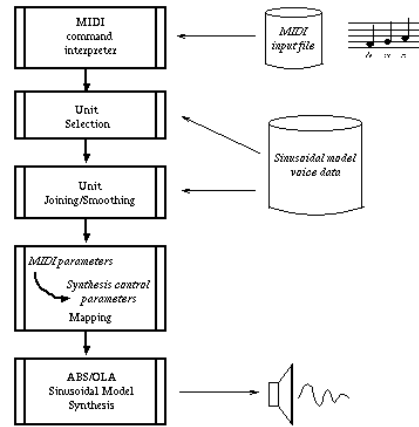 MIDI
command
interpreter
MIDI
input file
Unit
Selection
Sinusoidal model
voice data
Unit
Joining/Smoothing
MIDI parameters
Synthesis control
parameters
Mapping
ABS/OLA
Sinusoidal Model
Synthesis